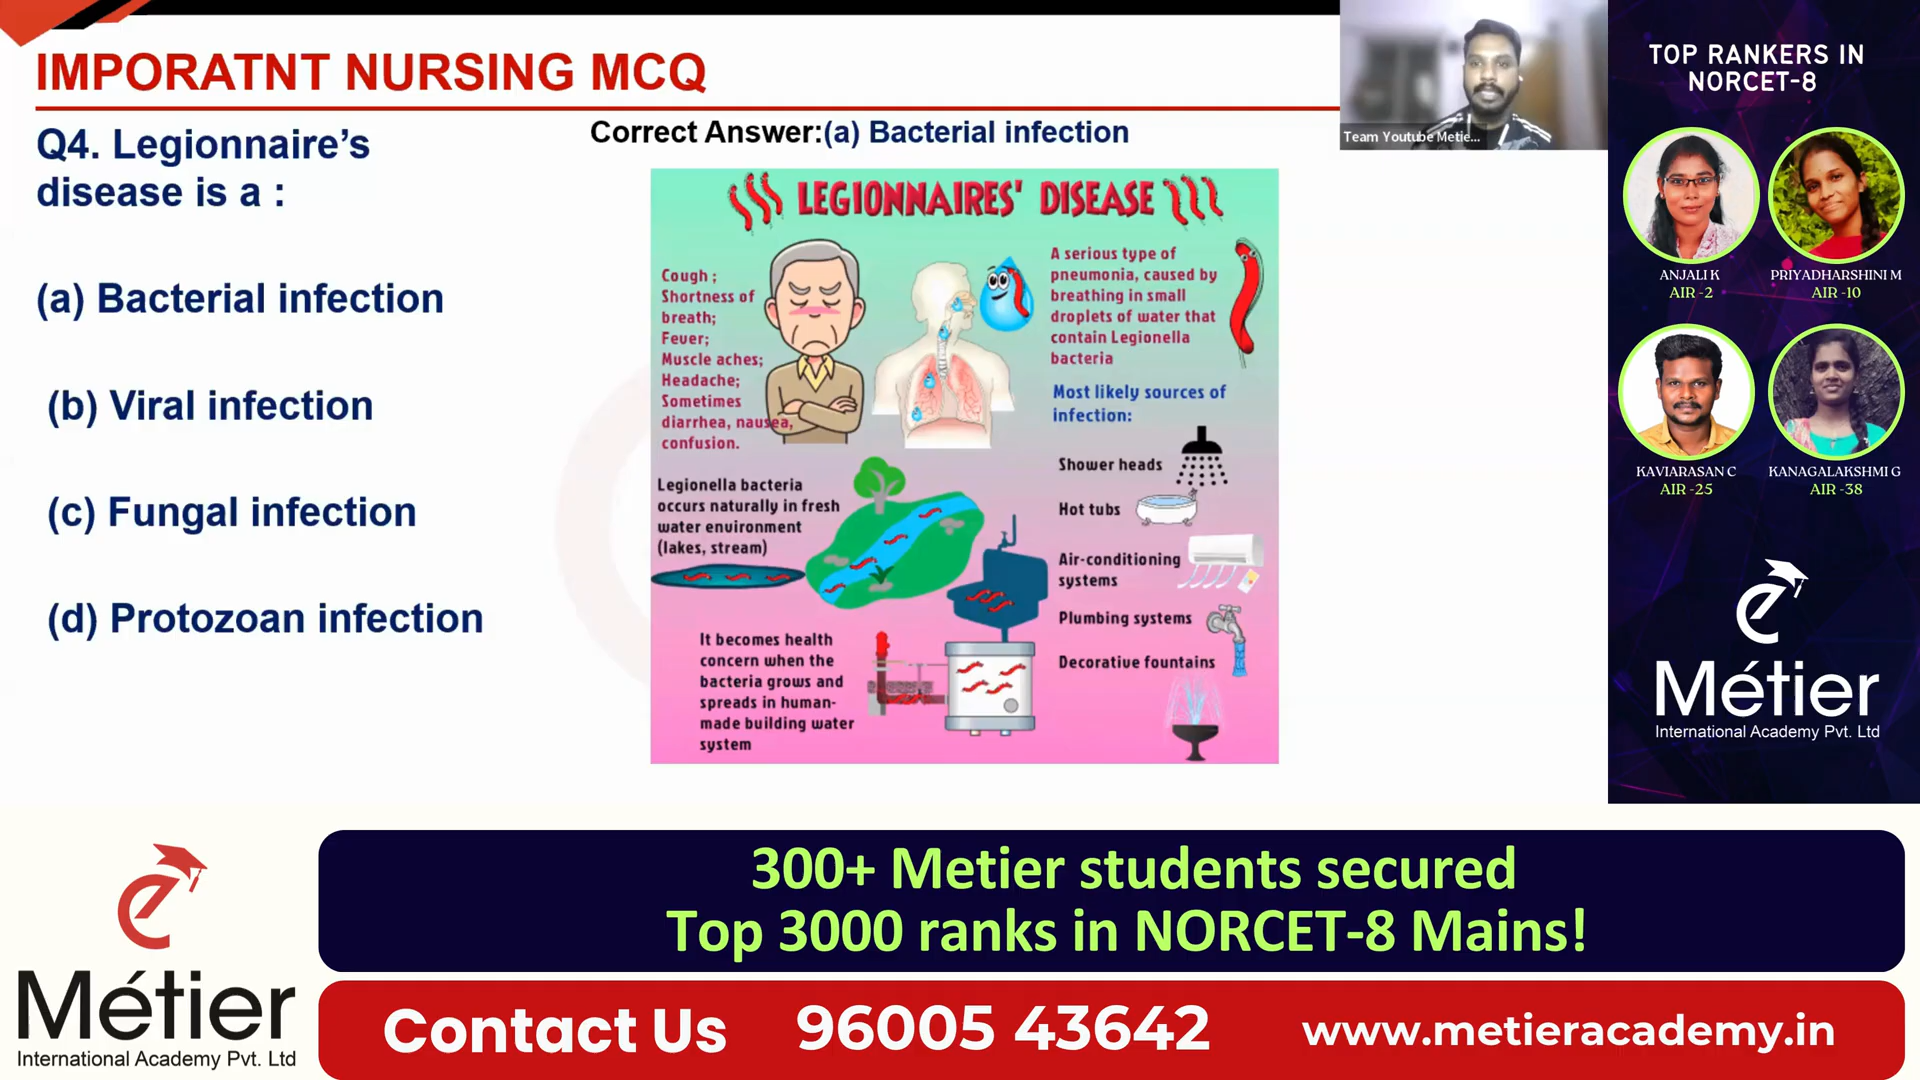 IMPORATNT NURSING MCQ
Q4. Legionnaire’s
disease is a :
(a) Bacterial infection
(b) Viral infection
(c) Fungal infection
(d) Protozoan infection
Correct Answer:(a) Bacterial infection
LEGIONNAIRES' DISEASE
Cough ;
Shortness of
breath;
Fever;
Muscle aches;
Headache;
Sometimes
diarrhea, nausea,
confusion.
A serious type of
pneumonia, caused by
breathing in small
droplets of water that
contain Legionella
bacteria
Most likely sources of
infection:
Shower heads
Hot tubs
Air-conditioning
systems
Plumbing systems
Decorative fountains
Legionella bacteria
occurs naturally in fresh
water environment
(lakes, stream)
It becomes health
concern when the
bacteria grows and
spreads in human-
made building water
system
Team Youtube Metie...
TOP RANKERS IN
NORCET-8
ANJALI K
AIR -2
PRIYADHARSHINI M
AIR -10
KAVIARASAN C
AIR -25
KANAGALAKSHMI G
AIR -38
Métier
International Academy Pvt. Ltd
Métier
International Academy Pvt. Ltd
300+ Metier students secured
Top 3000 ranks in NORCET-8 Mains!
Contact Us 96005 43642 www.metieracademy.in